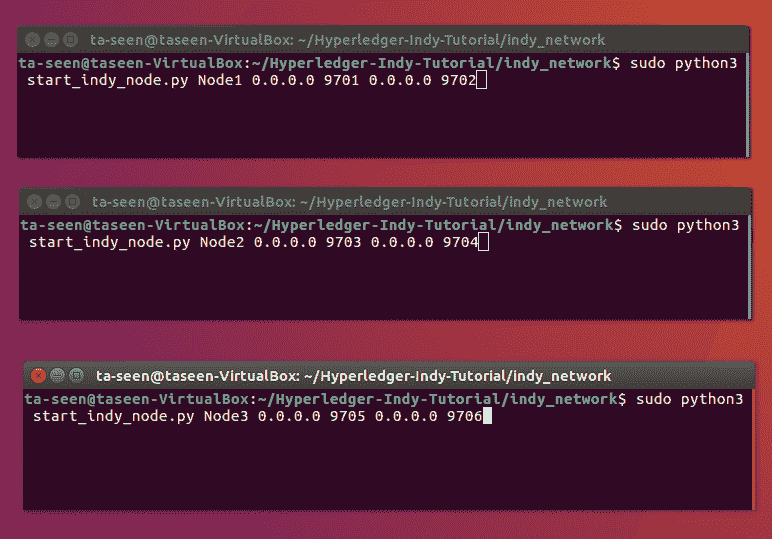 ta-seen@taseen-VirtualBox: ~/Hyperledger-Indy-Tutorial/indy_network
ta-seen@taseen-VirtualBox:~/Hyperledger-Indy-Tutorial/indy_network$ sudo python3
start_indy_node.py Node1 0.0.0.0 9701 0.0.0.0 9702
ta-seen@taseen-VirtualBox: ~/Hyperledger-Indy-Tutorial/indy_network
ta-seen@taseen-VirtualBox:~/Hyperledger-Indy-Tutorial/indy_network$ sudo python3
start_indy_node.py Node2 0.0.0.0 9703 0.0.0.0 9704
ta-seen@taseen-VirtualBox: ~/Hyperledger-Indy-Tutorial/indy_network
ta-seen@taseen-VirtualBox:~/Hyperledger-Indy-Tutorial/indy_network$ sudo python3
start_indy_node.py Node3 0.0.0.0 9705 0.0.0.0 9706